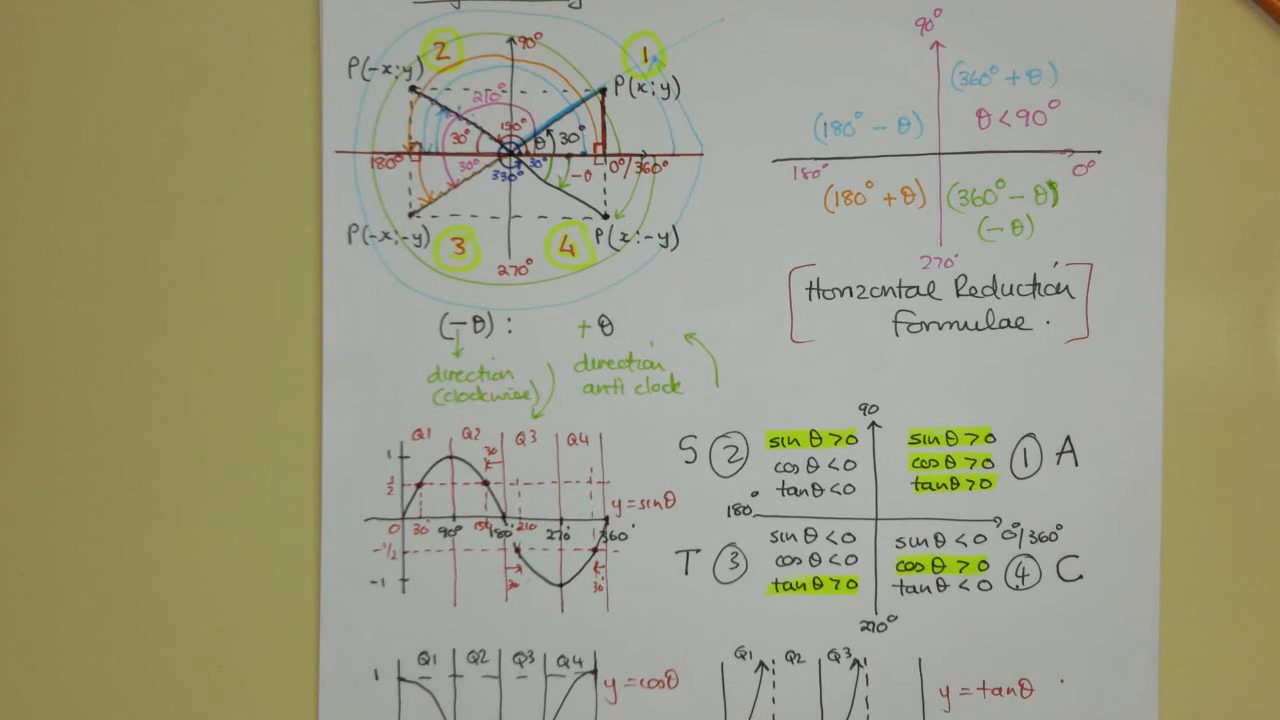 2
90°
1
P(-x;y)
P(x;y)
210°
150°
30°
θ
30°
180°
30°
30°
-θ
0°/360°
330°
P(-x;-y)
3
4
P(x;-y)
270°
90°
(360° + θ)
(180° - θ)
θ < 90°
180°
0°
(180° + θ)
(360° - θ)
(-θ)
270°
[Horizontal Reduction
Formulae.]
(-θ): +θ
direction
(clockwise)
direction
anti clock
Q1 Q2 Q3 Q4
1
30
1/2
y = sinθ
0 30° 90° 150 180° 210 270° 360°
-1/2
-1
30
30
90
S 2
sin θ > 0
cos θ < 0
tan θ < 0
sin θ > 0
cos θ > 0
tan θ > 0
1 A
180°
0°/360°
T 3
sin θ < 0
cos θ < 0
tan θ > 0
sin θ < 0
cos θ > 0
tan θ < 0
4 C
270°
Q1 Q2 Q3 Q4
1
y = cosθ
Q1 Q2 Q3
y = tanθ